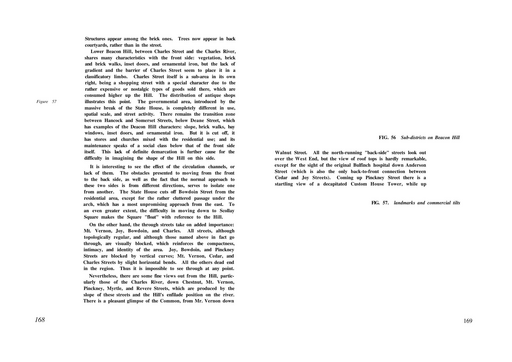 Structures appear among the brick ones. Trees now appear in back
courtyards, rather than in the street.
Lower Beacon Hill, between Charles Street and the Charles River,
shares many characteristics with the front side: vegetation, brick
and brick walks, inset doors, and ornamental iron, but the lack of
gradient and the barrier of Charles Street seem to place it in a
classificatory limbo. Charles Street itself is a sub-area in its own
right, being a shopping street with a special character due to the
rather expensive or nostalgic types of goods sold there, which are
consumed higher up the Hill. The distribution of antique shops
Figure 57
illustrates this point. The governmental area, introduced by the
massive break of the State House, is completely different in use,
spatial scale, and street activity. There remains the transition zone
between Hancock and Somerset Streets, below Deane Street, which
has examples of the Beacon Hill characters: slope, brick walks, bay
windows, inset doors, and ornamental iron. But it is cut off, it
has stores and churches mixed with the residential use; and its
maintenance speaks of a social class below that of the front side
itself. This lack of definite demarcation is further cause for the
difficulty in imagining the shape of the Hill on this side.
It is interesting to see the effect of the circulation channels, or
lack of them. The obstacles presented to moving from the front
to the back side, as well as the fact that the normal approach to
these two sides is from different directions, serves to isolate one
from another. The State House cuts off Bowdoin Street from the
residential area, except for the rather cluttered passage under the
arch, which has a most unpromising approach from the east. To
an even greater extent, the difficulty in moving down to Scollay
Square makes the Square "float" with reference to the Hill.
On the other hand, the through streets take on added importance:
Mt. Vernon, Joy, Bowdoin, and Charles. All streets, although
topologically regular, and although those named above in fact go
through, are visually blocked, which reinforces the compactness,
intimacy, and identity of the area. Joy, Bowdoin, and Pinckney
Streets are blocked by vertical curves; Mt. Vernon, Cedar, and
Charles Streets by slight horizontal bends. All the others dead end
in the region. Thus it is impossible to see through at any point.
Nevertheless, there are some fine views out from the Hill, partic-
ularly those of the Charles River, down Chestnut, Mt. Vernon,
Pinckney, Myrtle, and Revere Streets, which are produced by the
slope of these streets and the Hill's enfilade position on the river.
There is a pleasant glimpse of the Common, from Mr. Vernon down
168
FIG. 56 Sub-districts on Beacon Hill
Walnut Street. All the north-running "back-side" streets look out
over the West End, but the view of roof tops is hardly remarkable,
except for the sight of the original Bulfinch hospital down Anderson
Street (which is also the only back-to-front connection between
Cedar and Joy Streets). Coming up Pinckney Street there is a
startling view of a decapitated Custom House Tower, while up
FIG. 57. landmarks and commercial tilts
169